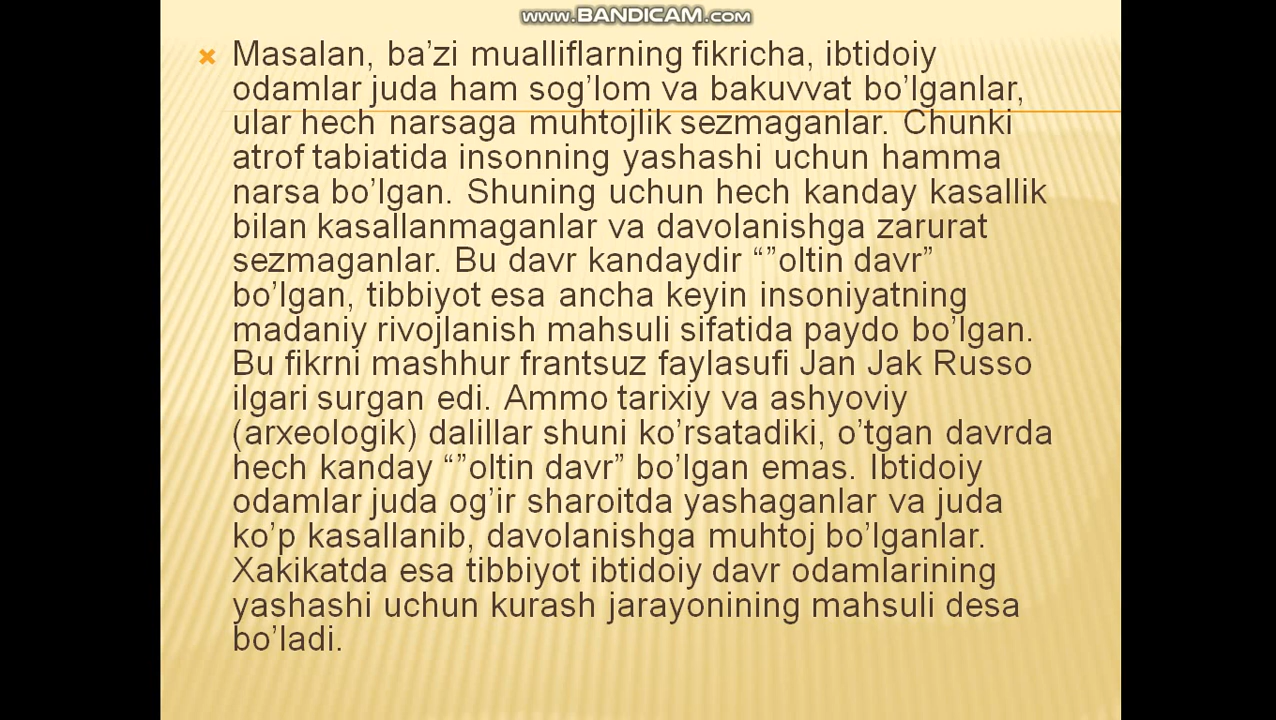 www.BANDICAM.com
Masalan, ba’zi mualliflarning fikricha, ibtidoiy
odamlar juda ham sog’lom va bakuvvat bo’lganlar,
ular hech narsaga muhtojlik sezmaganlar. Chunki
atrof tabiatida insonning yashashi uchun hamma
narsa bo’lgan. Shuning uchun hech kanday kasallik
bilan kasallanmaganlar va davolanishga zarurat
sezmaganlar. Bu davr kandaydir “”oltin davr”
bo’lgan, tibbiyot esa ancha keyin insoniyatning
madaniy rivojlanish mahsuli sifatida paydo bo’lgan.
Bu fikrni mashhur frantsuz faylasufi Jan Jak Russo
ilgari surgan edi. Ammo tarixiy va ashyoviy
(arxeologik) dalillar shuni ko’rsatadiki, o’tgan davrda
hech kanday “”oltin davr” bo’lgan emas. Ibtidoiy
odamlar juda og’ir sharoitda yashaganlar va juda
ko’p kasallanib, davolanishga muhtoj bo’lganlar.
Xakikatda esa tibbiyot ibtidoiy davr odamlarining
yashashi uchun kurash jarayonining mahsuli desa
bo’ladi.